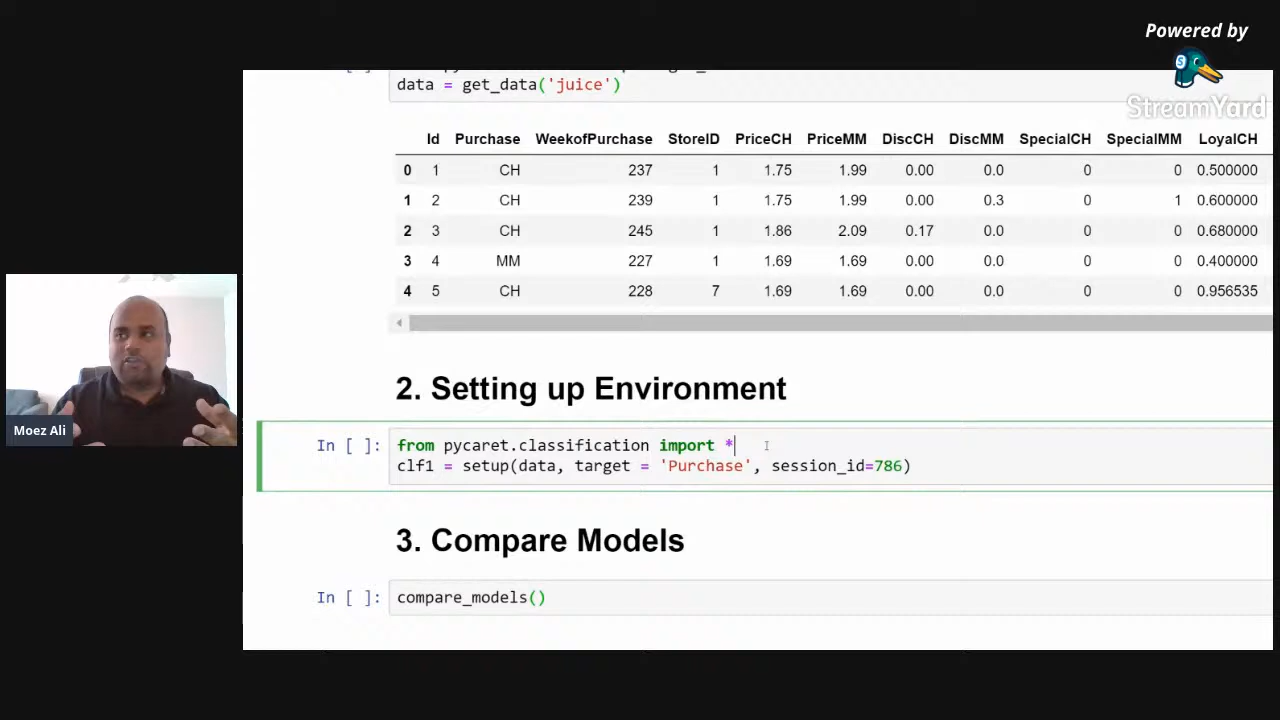 Powered by
StreamYard
data = get_data('juice')
Id Purchase WeekofPurchase StoreID PriceCH PriceMM DiscCH DiscMM SpecialCH SpecialMM LoyalCH
0 1 CH 237 1 1.75 1.99 0.00 0.0 0 0 0.500000
1 2 CH 239 1 1.75 1.99 0.00 0.3 0 1 0.600000
2 3 CH 245 1 1.86 2.09 0.17 0.0 0 0 0.680000
3 4 MM 227 1 1.69 1.69 0.00 0.0 0 0 0.400000
4 5 CH 228 7 1.69 1.69 0.00 0.0 0 0 0.956535
2. Setting up Environment
Moez Ali
In [ ]: from pycaret.classification import *
clf1 = setup(data, target = 'Purchase', session_id=786)
3. Compare Models
In [ ]: compare_models()